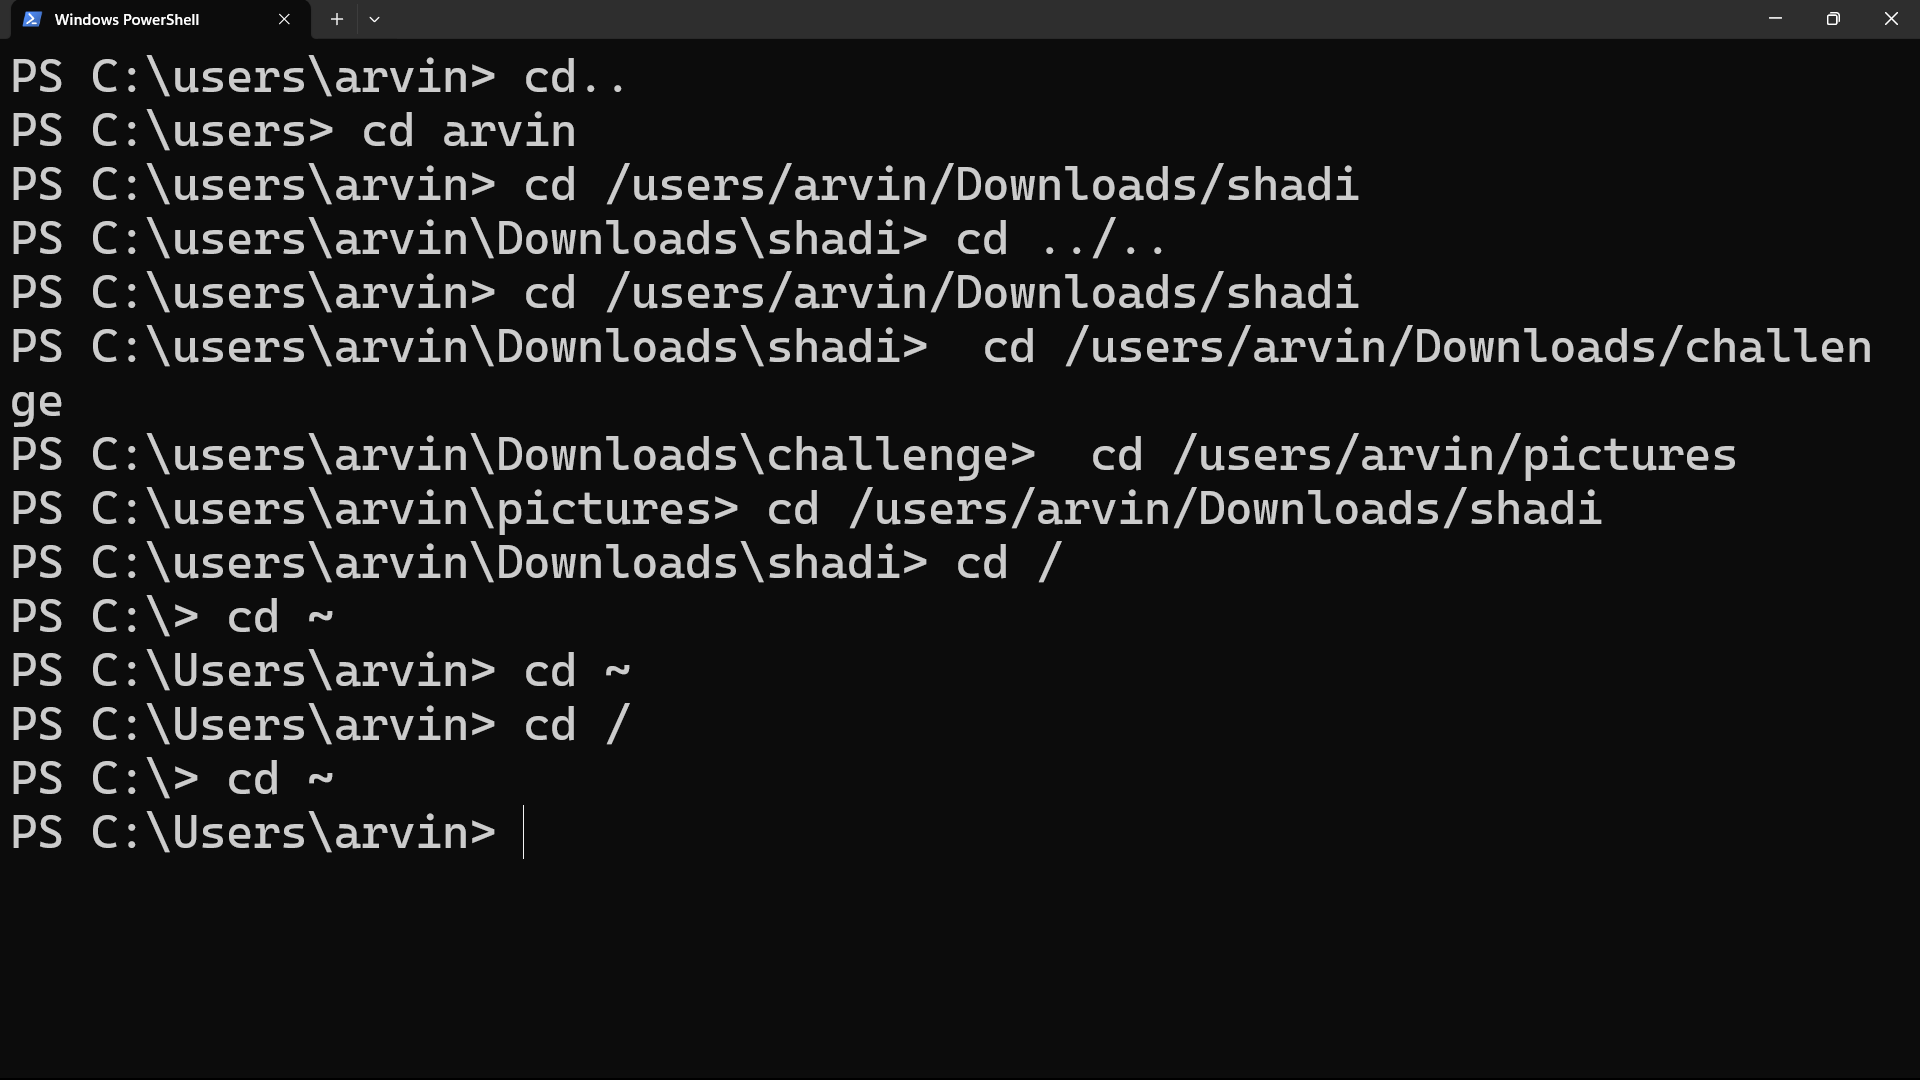 Windows PowerShell
PS C:\users\arvin> cd..
PS C:\users> cd arvin
PS C:\users\arvin> cd /users/arvin/Downloads/shadi
PS C:\users\arvin\Downloads\shadi> cd ../..
PS C:\users\arvin> cd /users/arvin/Downloads/shadi
PS C:\users\arvin\Downloads\shadi>  cd /users/arvin/Downloads/challen
ge
PS C:\users\arvin\Downloads\challenge>  cd /users/arvin/pictures
PS C:\users\arvin\pictures> cd /users/arvin/Downloads/shadi
PS C:\users\arvin\Downloads\shadi> cd /
PS C:\> cd ~
PS C:\Users\arvin> cd ~
PS C:\Users\arvin> cd /
PS C:\> cd ~
PS C:\Users\arvin>